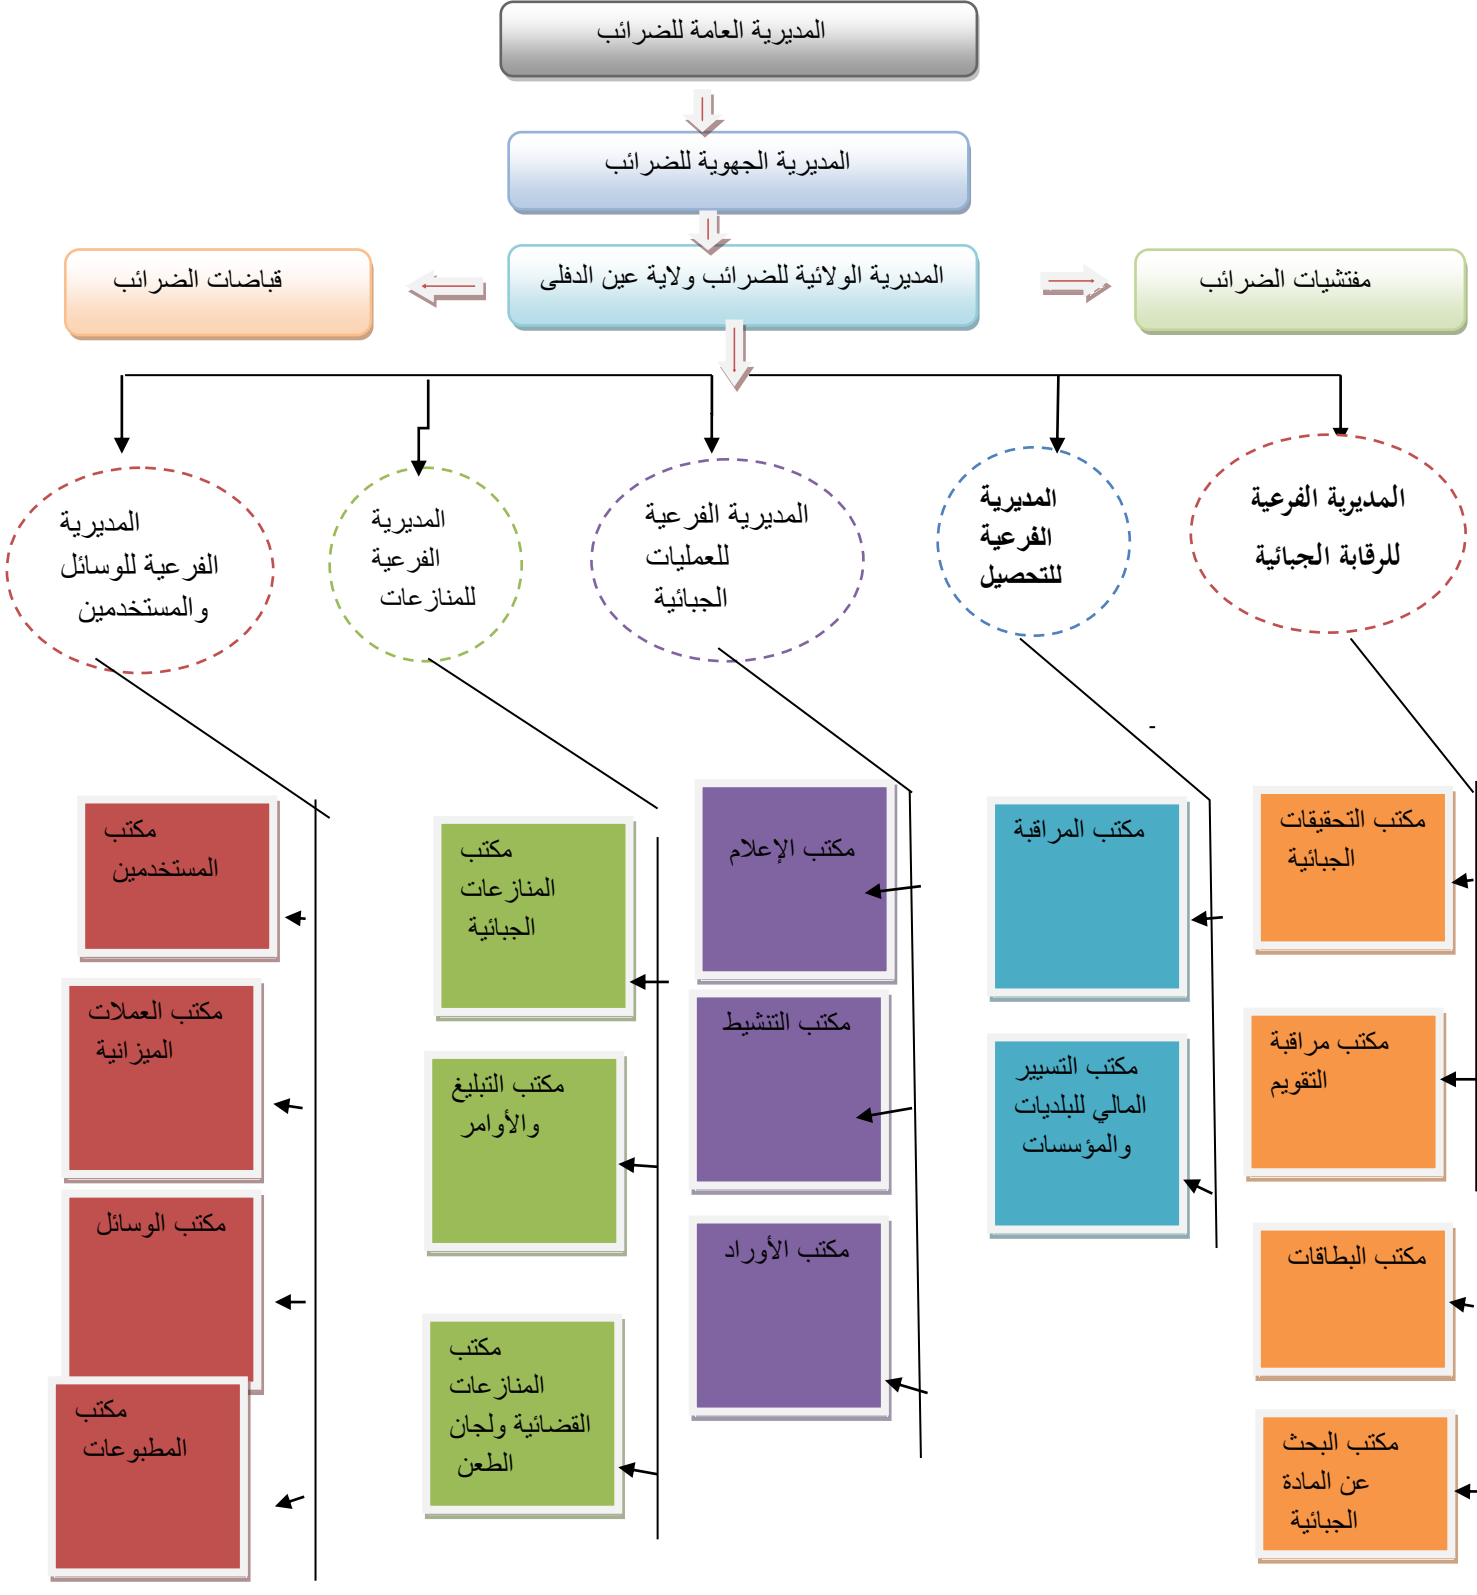 المديرية العامة للضرائب
المديرية الجهوية للضرائب
مفتشيات الضرائب
المديرية الولائية للضرائب ولاية عين الدفلى
قباضات الضرائب
المديرية الفرعية
للرقابة الجبائية
المديرية
الفرعية
للتحصيل
المديرية الفرعية
للعمليات
الجبائية
المديرية
الفرعية
للمنازعات
المديرية
الفرعية للوسائل
والمستخدمين
-
مكتب التحقيقات
الجبائية
مكتب مراقبة
التقويم
مكتب البطاقات
مكتب البحث
عن المادة
الجبائية
مكتب المراقبة
مكتب التسيير
المالي للبلديات
والمؤسسات
مكتب الإعلام
مكتب التنشيط
مكتب الأوراد
مكتب
المنازعات
الجبائية
مكتب التبليغ
والأوامر
مكتب
المنازعات
القضائية ولجان
الطعن
مكتب
المستخدمين
مكتب العملات
الميزانية
مكتب الوسائل
مكتب
المطبوعات